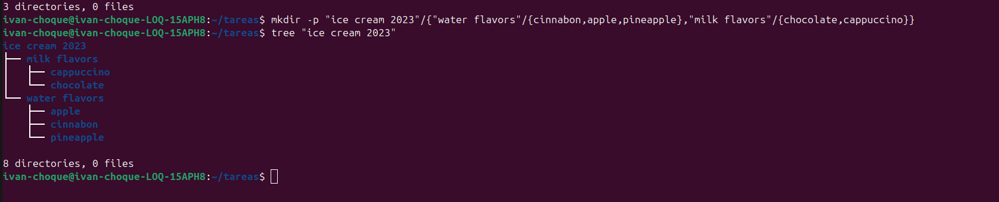 3 directories, 0 files
ivan-choque@ivan-choque-LOQ-15APH8:~/tareas$ mkdir -p "ice cream 2023"/{"water flavors"/{cinnabon,apple,pineapple},"milk flavors"/{chocolate,cappuccino}}
ivan-choque@ivan-choque-LOQ-15APH8:~/tareas$ tree "ice cream 2023"
ice cream 2023
├── milk flavors
│   ├── cappuccino
│   └── chocolate
└── water flavors
    ├── apple
    ├── cinnabon
    └── pineapple
8 directories, 0 files
ivan-choque@ivan-choque-LOQ-15APH8:~/tareas$